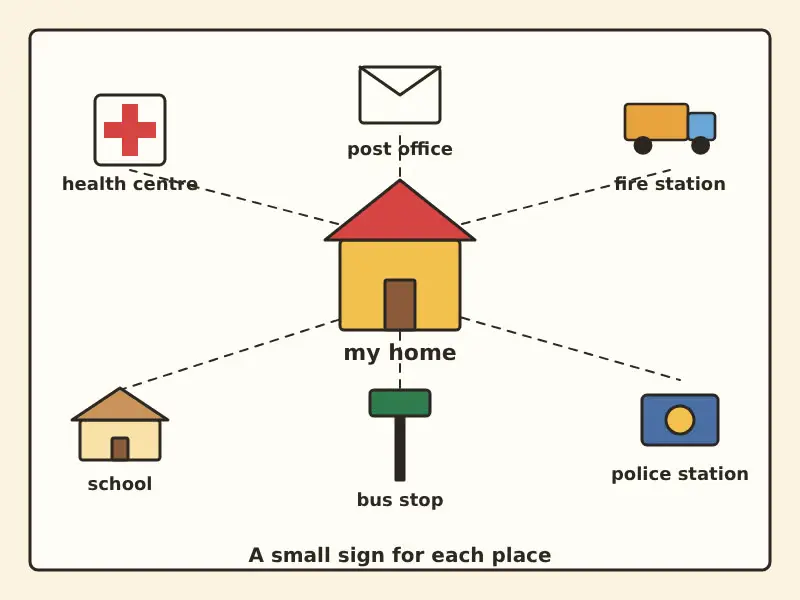 post office
health centre
fire station
my home
school
bus stop
police station
A small sign for each place